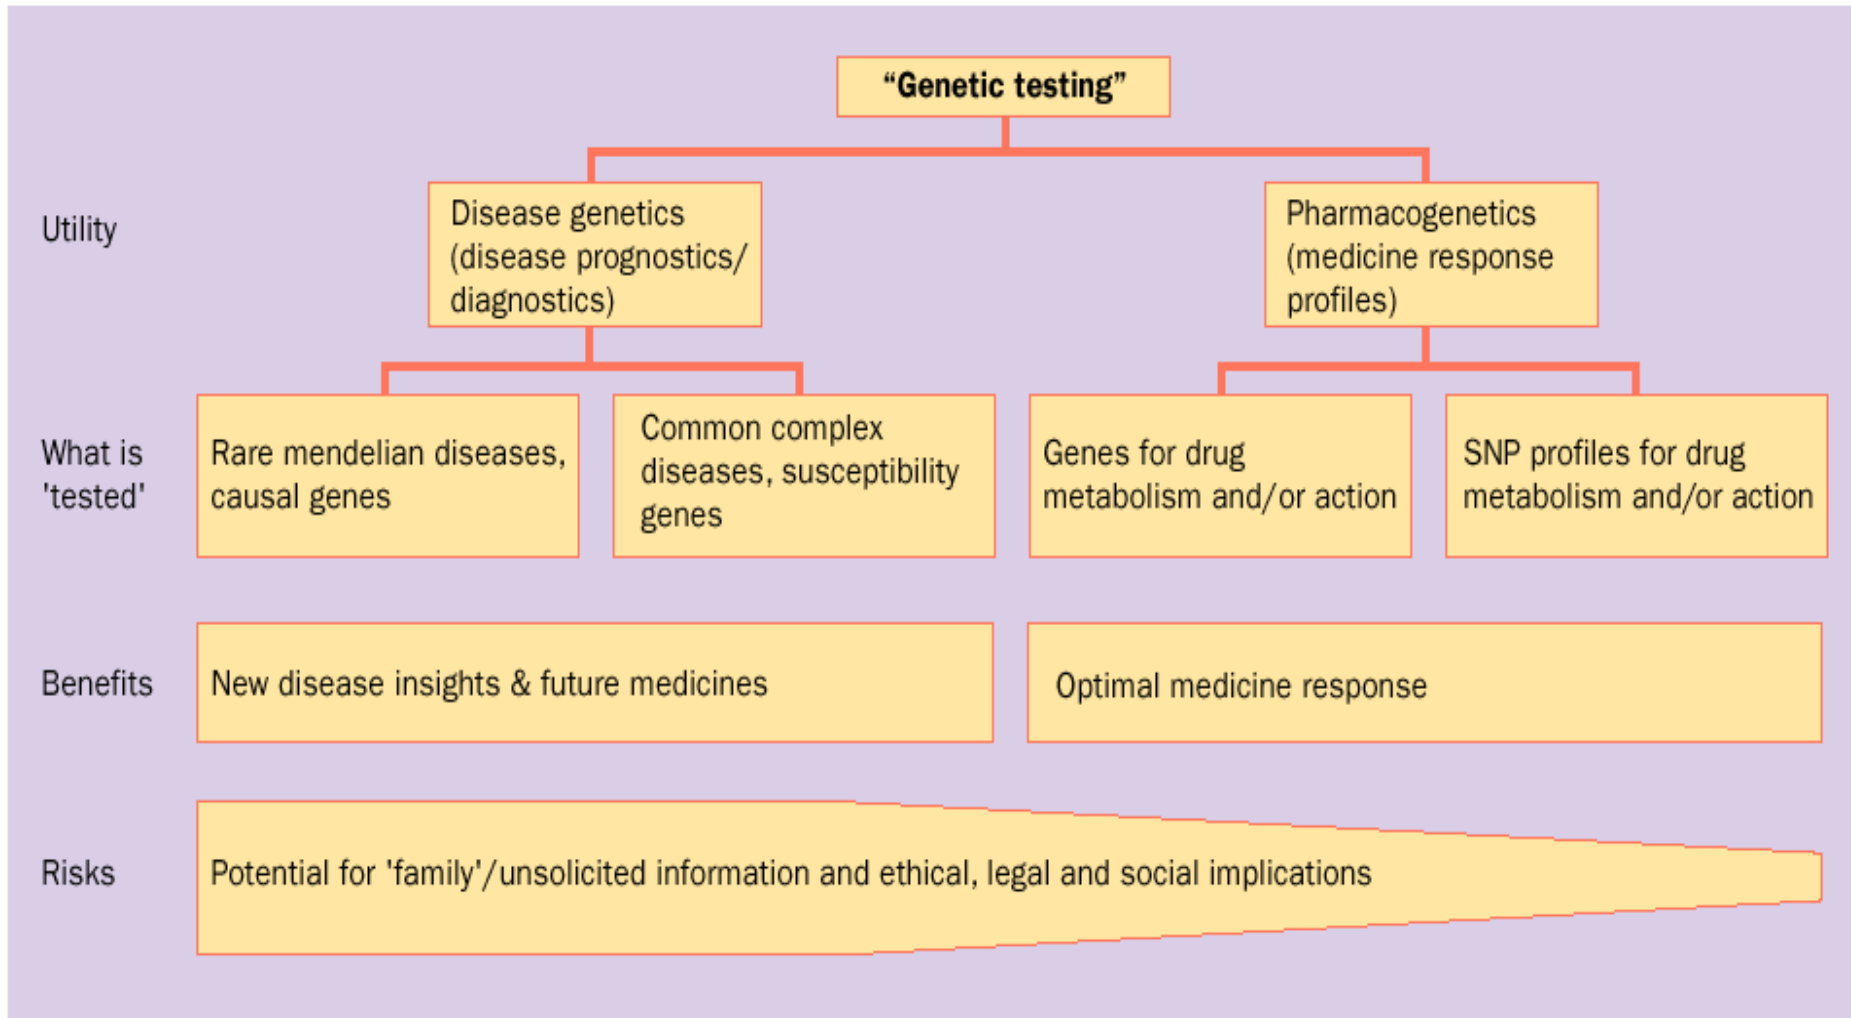 “Genetic testing”
Utility
Disease genetics
(disease prognostics/
diagnostics)
Pharmacogenetics
(medicine response
profiles)
What is
'tested'
Rare mendelian diseases,
causal genes
Common complex
diseases, susceptibility
genes
Genes for drug
metabolism and/or action
SNP profiles for drug
metabolism and/or action
Benefits
New disease insights & future medicines
Optimal medicine response
Risks
Potential for 'family'/unsolicited information and ethical, legal and social implications